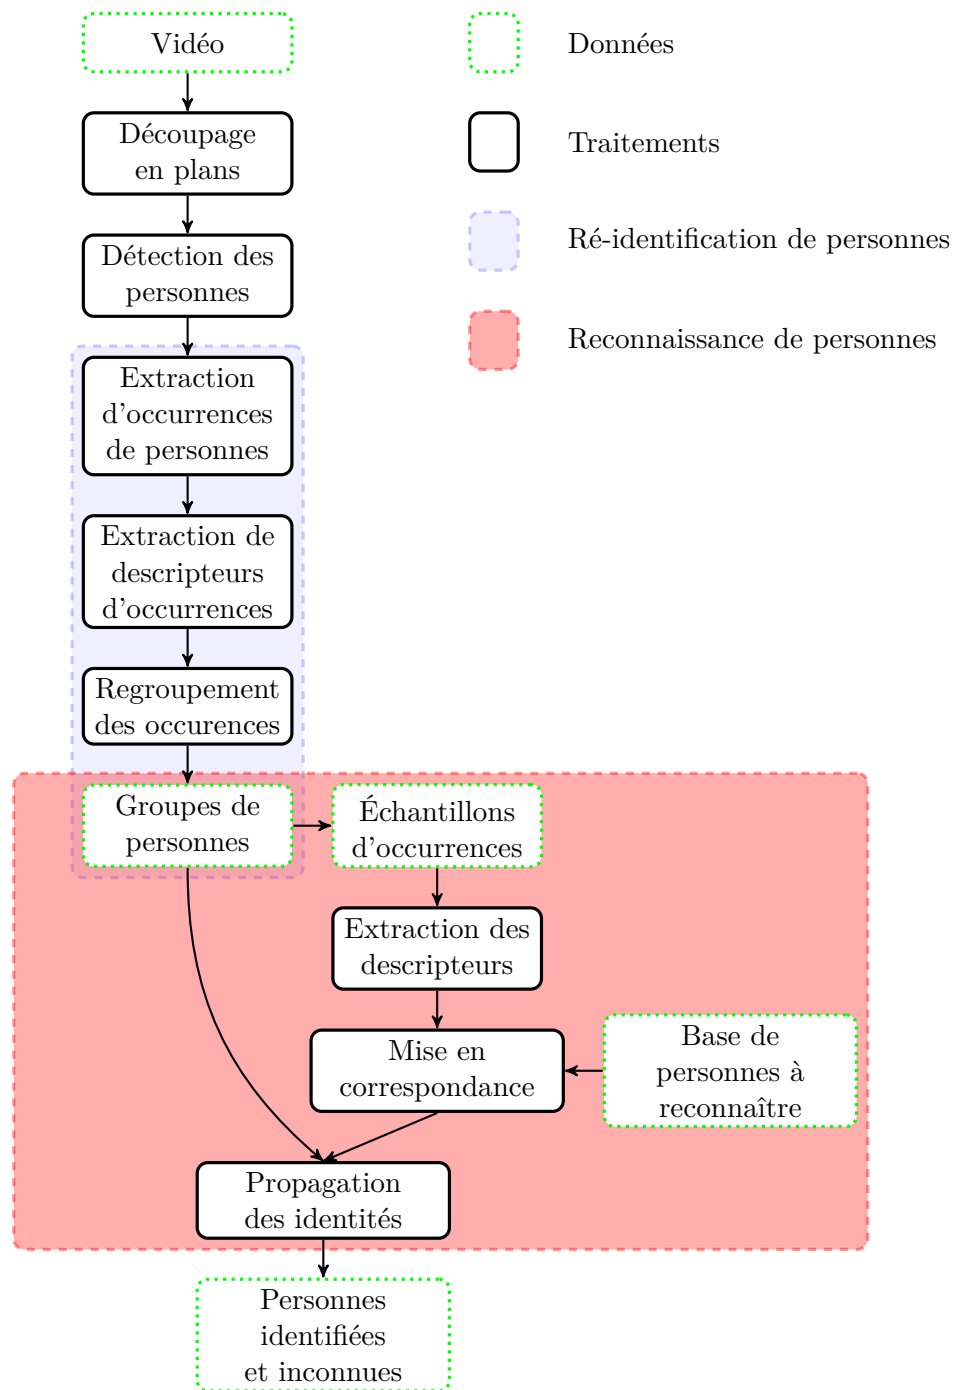 Vidéo
Données
Découpage
en plans
Traitements
Détection des
personnes
Ré-identification de personnes
Reconnaissance de personnes
Extraction
d'occurrences
de personnes
Extraction de
descripteurs
d'occurrences
Regroupement
des occurences
Groupes de
personnes
Échantillons
d'occurrences
Extraction des
descripteurs
Mise en
correspondance
Base de
personnes à
reconnaître
Propagation
des identités
Personnes
identifiées
et inconnues